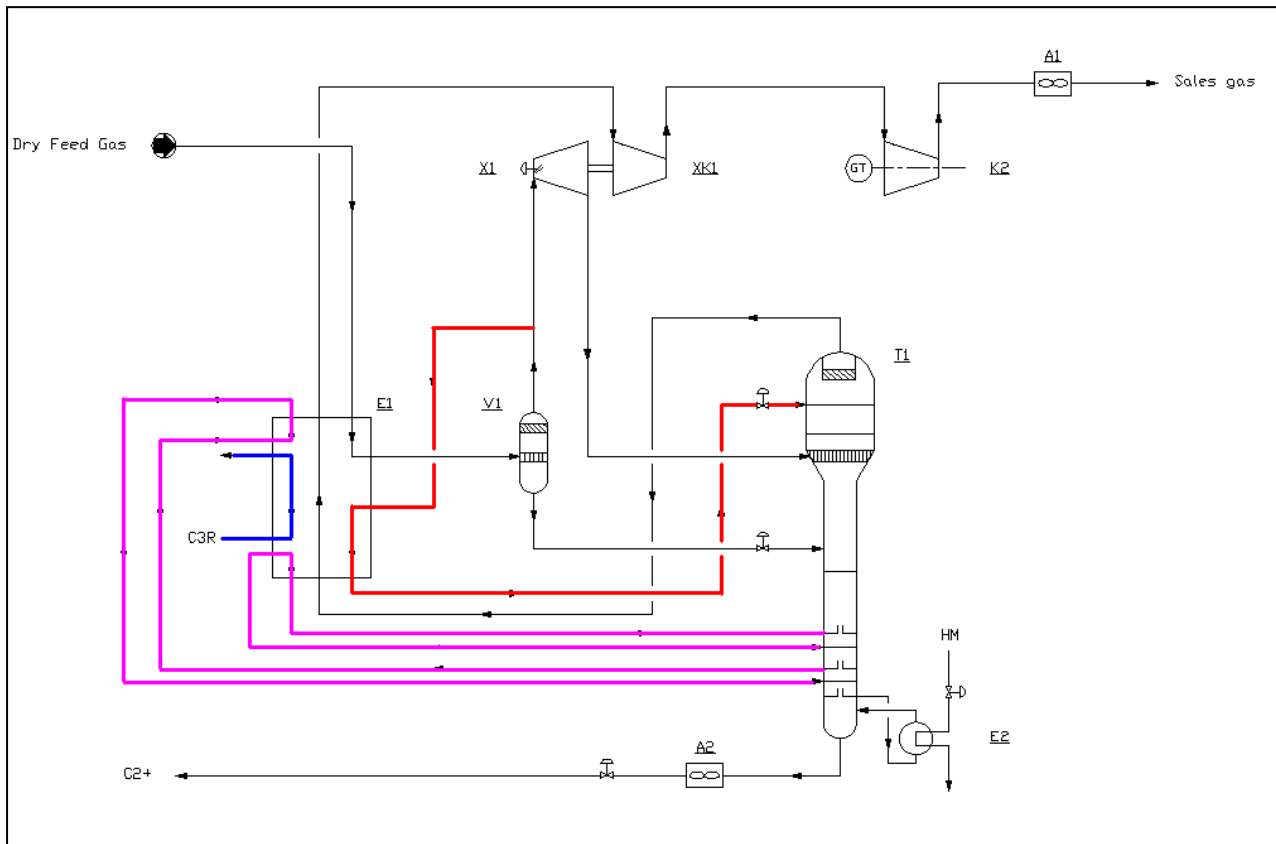 A1
Sales gas
Dry Feed Gas
X1
XK1
GT
K2
T1
E1
V1
C3R
HM
E2
A2
C2+